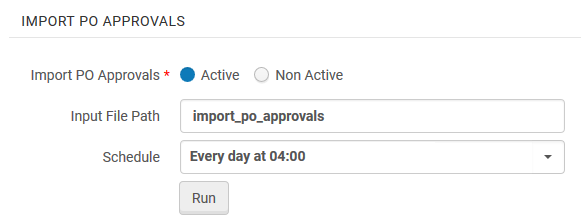 IMPORT PO APPROVALS
Import PO Approvals * Active Non Active
Input File Path import_po_approvals
Schedule Every day at 04:00
Run